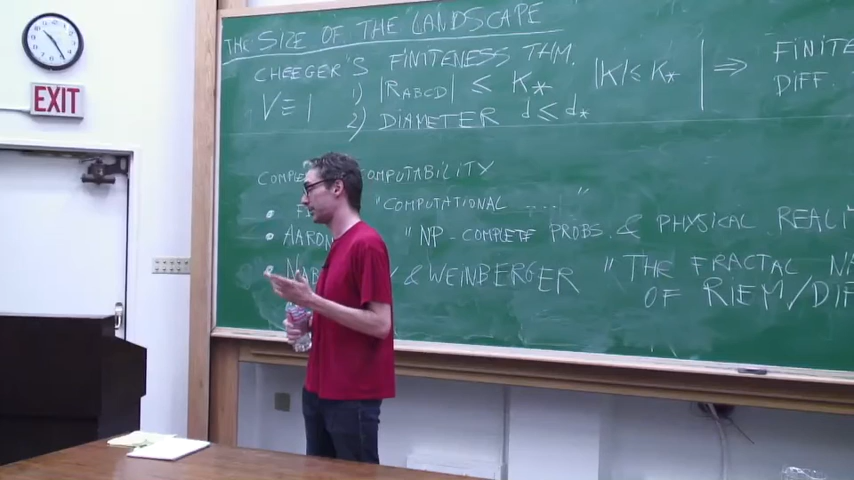 EXIT
THE SIZE OF THE LANDSCAPE
CHEEGER'S FINITENESS THM.
V≡1 1) |RABCD| ≤ K* |K| ≤ K* ⇒ FINITE
2) DIAMETER d ≤ d* DIFF.
COMPUTABILITY
• "COMPUTATIONAL ...."
• AARON "NP-COMPLETE PROBS. & PHYSICAL REALI
• & WEINBERGER "THE FRACTAL NA
OF RIEM/DIF